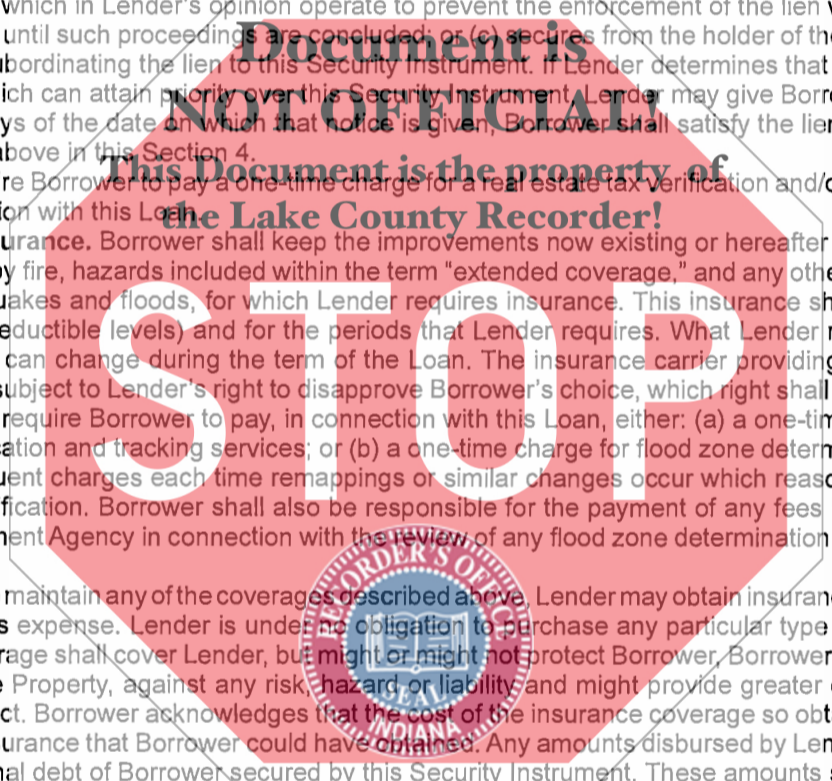 which in Lender's opinion operate to prevent the enforcement of the lien
until such proceedings are concluded; or (c) secures from the holder of
Document is
bordinating the lien to this Security Instrument. If Lender determines that
ich can attain priority over this Security Instrument, Lender may give Borr
NOT OFFICIAL!
ys of the date on which that notice is given, Borrower shall satisfy the lie
above in this Section 4.
This Document is the property of
re Borrower to pay a one-time charge for a real estate tax verification and/
ion with this Loan.
the Lake County Recorder!
urance. Borrower shall keep the improvements now existing or hereafter
y fire, hazards included within the term "extended coverage," and any othe
uakes and floods, for which Lender requires insurance. This insurance sh
eductible levels) and for the periods that Lender requires. What Lender
can change during the term of the Loan. The insurance carrier providing
subject to Lender's right to disapprove Borrower's choice, which right shall
STOP
require Borrower to pay, in connection with this Loan, either: (a) a one-tim
ation and tracking services; or (b) a one-time charge for flood zone determ
ent charges each time remappings or similar changes occur which reaso
fication. Borrower shall also be responsible for the payment of any fees
ent Agency in connection with the review of any flood zone determination
RECORDER'S OFFICE
maintain any of the coverages described above, Lender may obtain insuran
s expense. Lender is under no obligation to purchase any particular type
rage shall cover Lender, but might or might not protect Borrower, Borrower
Property, against any risk, hazard or liability and might provide greater
SEAL
ct. Borrower acknowledges that the cost of the insurance coverage so obt
INDIANA
urance that Borrower could have obtained. Any amounts disbursed by Len
al debt of Borrower secured by this Security Instrument. These amounts